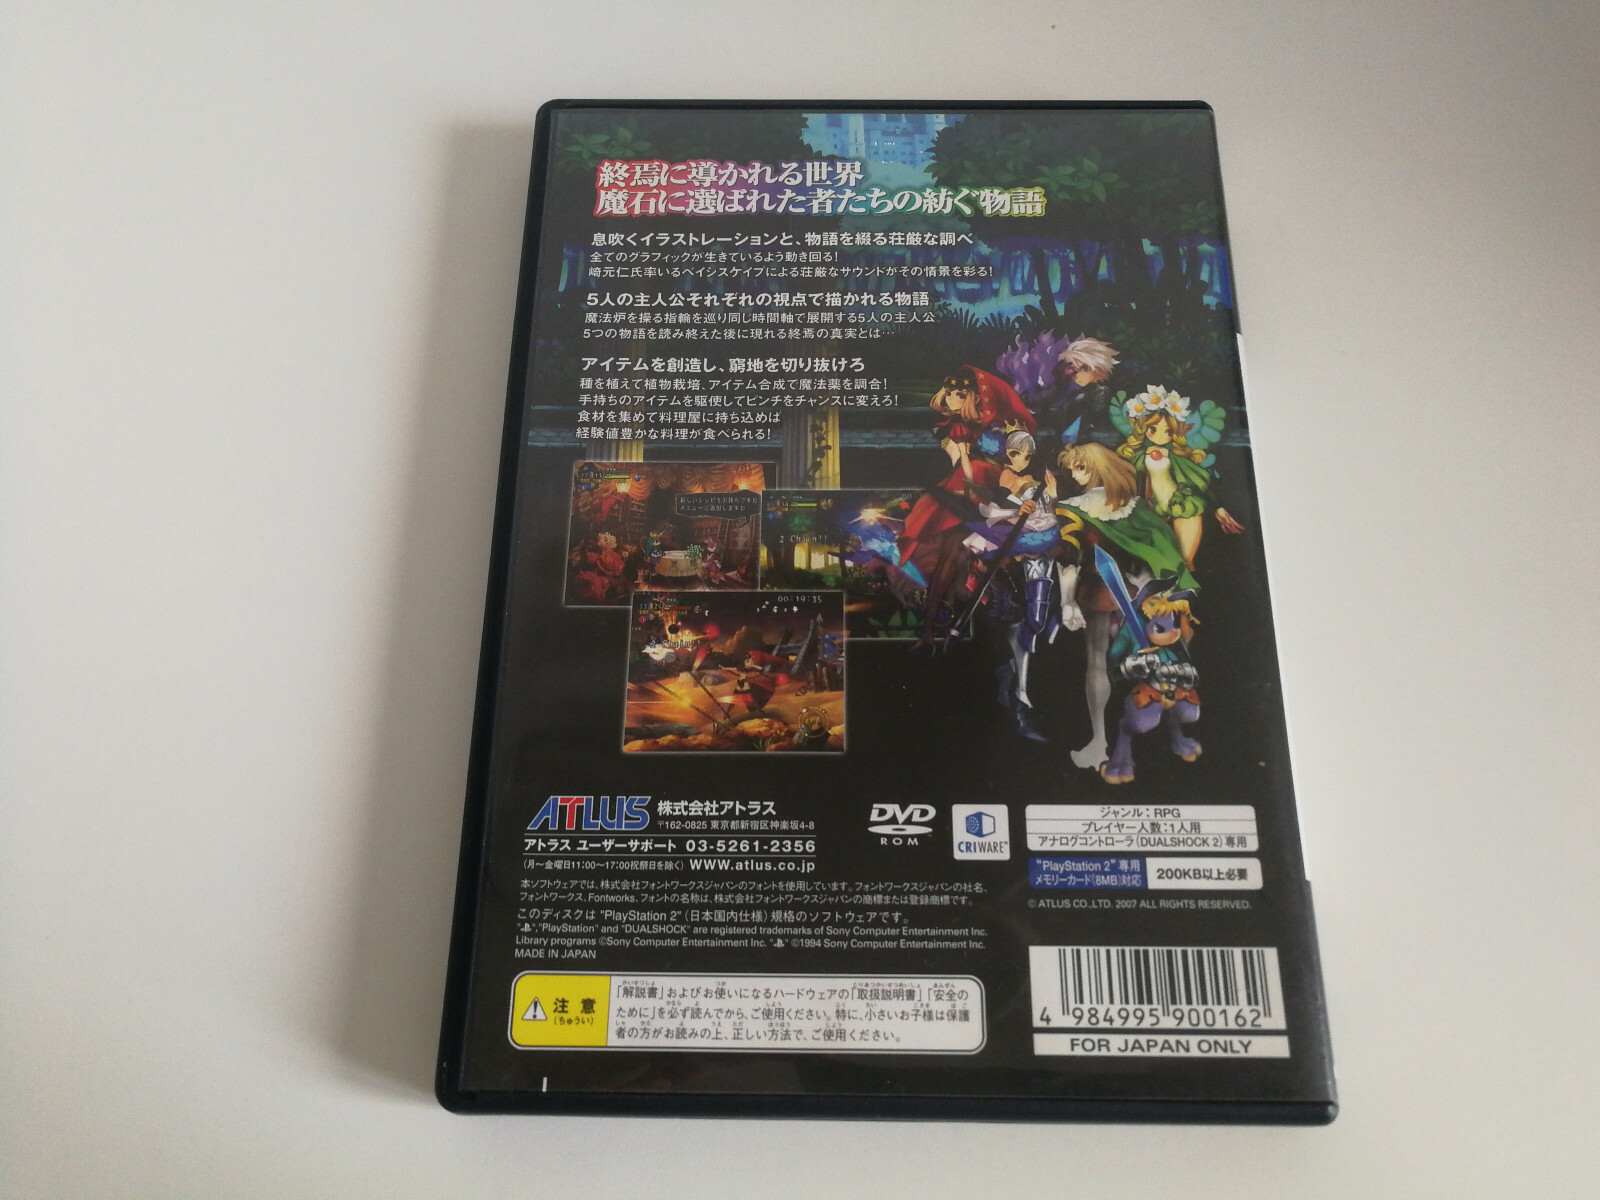 終焉に導かれる世界
魔石に選ばれた者たちの紡ぐ物語
息吹くイラストレーションと、物語を綴る荘厳な調べ
全てのグラフィックが生きているよう動き回る!
崎元仁氏率いるベイシスケイプによる荘厳なサウンドがその情景を彩る!
5人の主人公それぞれの視点で描かれる物語
魔法炉を操る指輪を巡り同じ時間軸で展開する5人の主人公。
5つの物語を読み終えた後に現れる終焉の真実とは…
アイテムを創造し、窮地を切り抜けろ
種を植えて植物栽培、アイテム合成で魔法薬を調合!
手持ちのアイテムを駆使してピンチをチャンスに変えろ!
食材を集めて料理屋に持ち込めば
経験値豊かな料理が食べられる!
2 Chain!!
00:19:35
ATLUS 株式会社アトラス
〒162-0825 東京都新宿区神楽坂4-8
アトラス ユーザーサポート 03-5261-2356
(月〜金曜日11:00〜17:00祝祭日を除く) WWW.atlus.co.jp
DVD
ROM
CRIWARE
ジャンル:RPG
プレイヤー人数:1人用
アナログコントローラ(DUALSHOCK 2)専用
"PlayStation 2"専用
メモリーカード(8MB)対応
200KB以上必要
© ATLUS CO.,LTD. 2007 ALL RIGHTS RESERVED.
本ソフトウェアでは、株式会社フォントワークスジャパンのフォントを使用しています。フォントワークスジャパンの社名、
フォントワークス、Fontworks、フォントの名称は、株式会社フォントワークスジャパンの商標または登録商標です。
このディスクは "PlayStation 2"(日本国内仕様)規格のソフトウェアです。
" ","PlayStation" and "DUALSHOCK" are registered trademarks of Sony Computer Entertainment Inc.
Library programs ©Sony Computer Entertainment Inc. " " ©1994 Sony Computer Entertainment Inc.
MADE IN JAPAN
注意
(ちゅうい)
「解説書」およびお使いになるハードウェアの「取扱説明書」「安全の
ために」を必ず読んでから、ご使用ください。特に、小さいお子様は保護
者の方がお読みの上、正しい方法で、ご使用ください。
4 984995 900162
FOR JAPAN ONLY